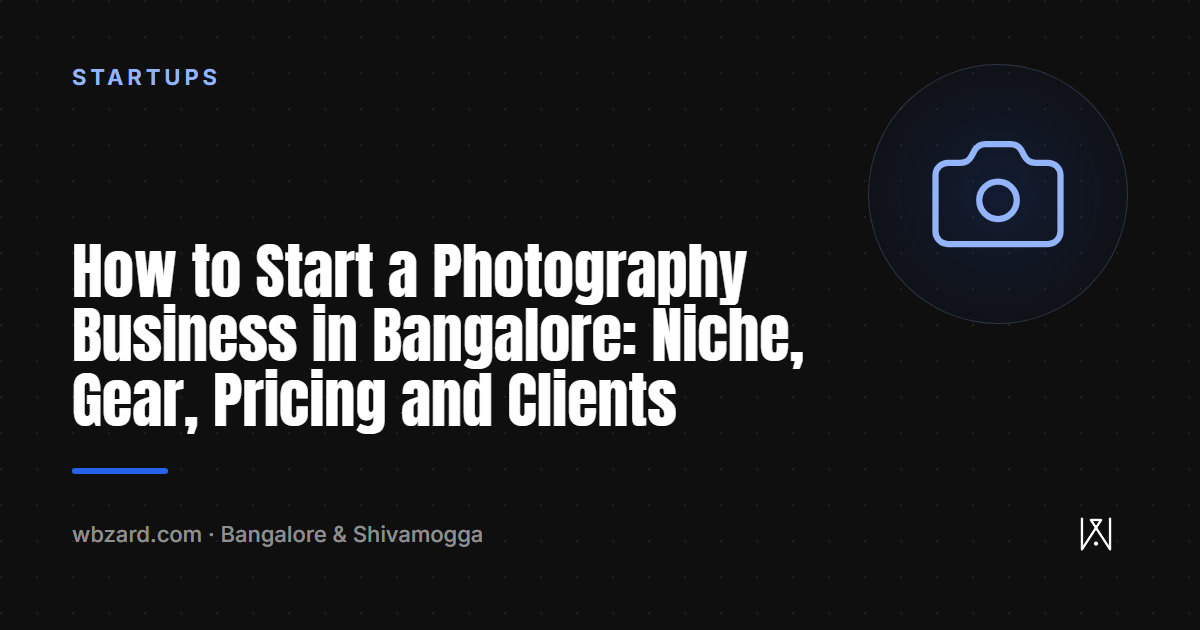 STARTUPS
How to Start a Photography
Business in Bangalore: Niche,
Gear, Pricing and Clients
wbzard.com · Bangalore & Shivamogga